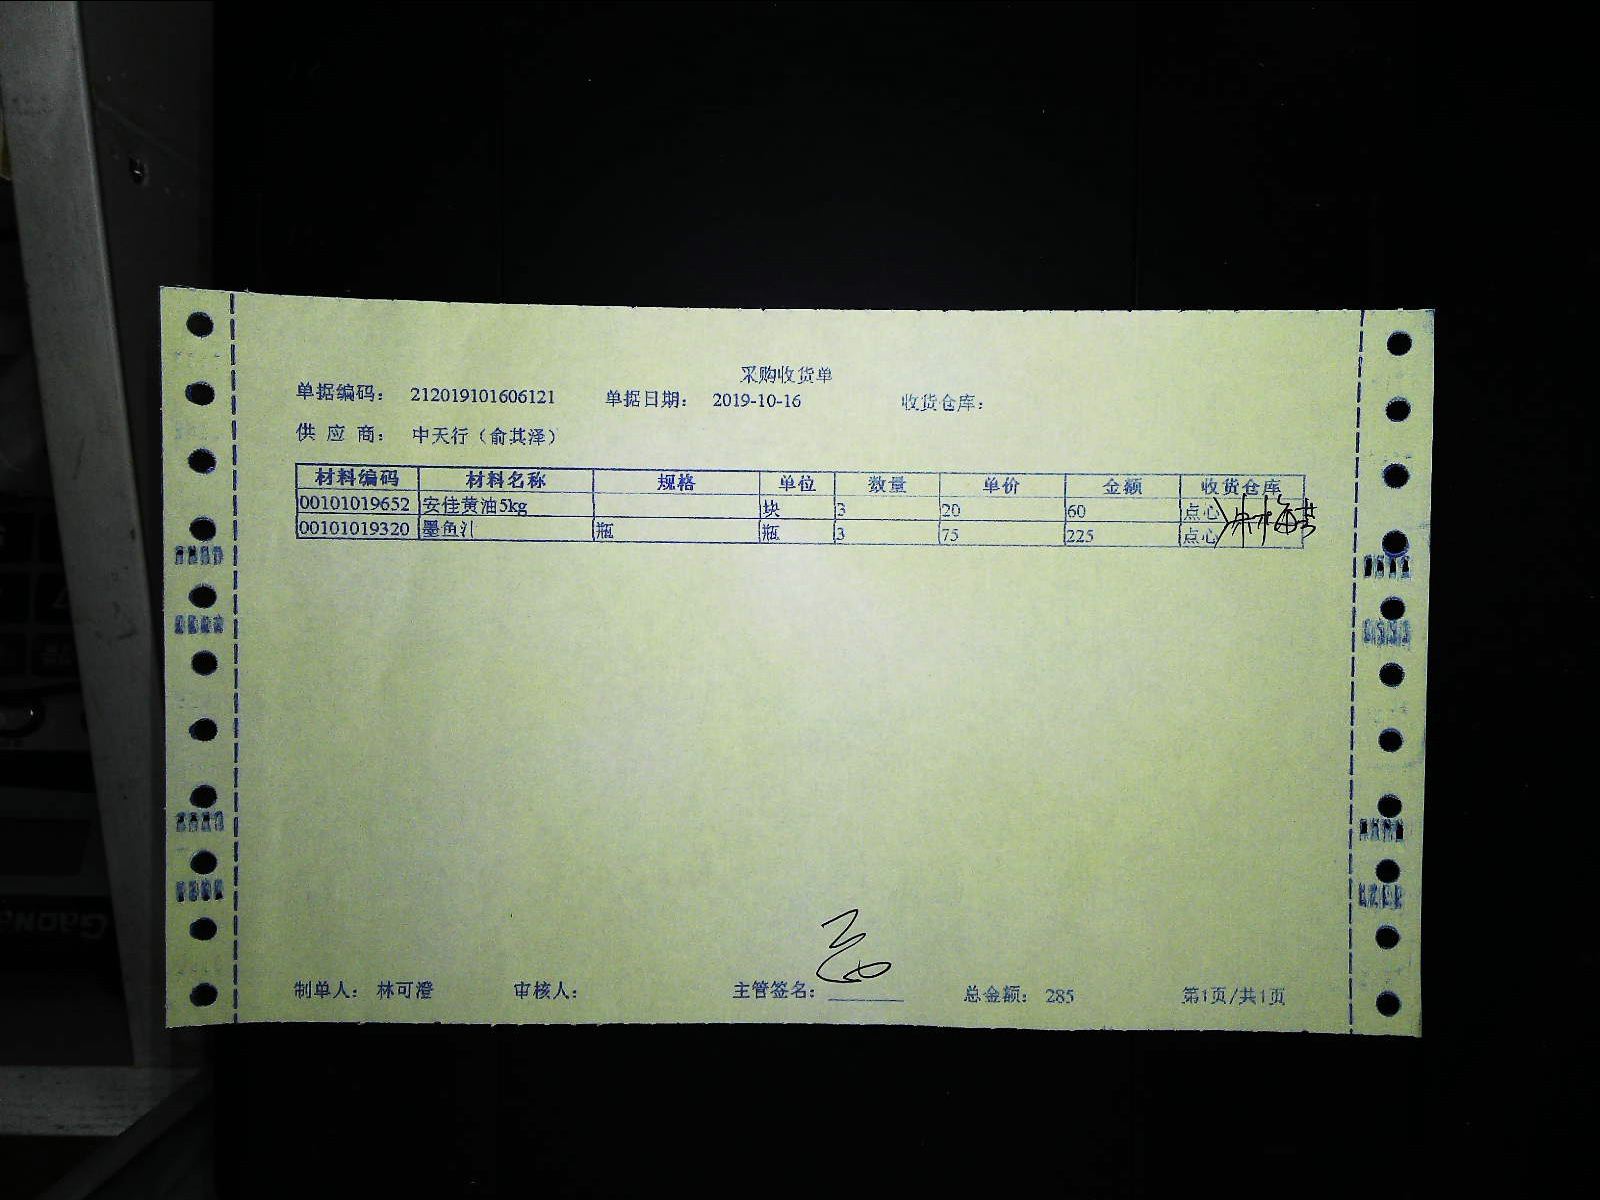 采购收货单
单据编码： 212019101606121 单据日期： 2019-10-16 收货仓库：
供 应 商： 中天行（俞其泽）
材料编码 材料名称 规格 单位 数量 单价 金额 收货仓库
00101019652 安佳黄油5kg 块 3 20 60 点心
00101019320 墨鱼汁 瓶 瓶 3 75 225 点心
制单人： 林可澄 审核人： 主管签名： 总金额： 285 第1页/共1页